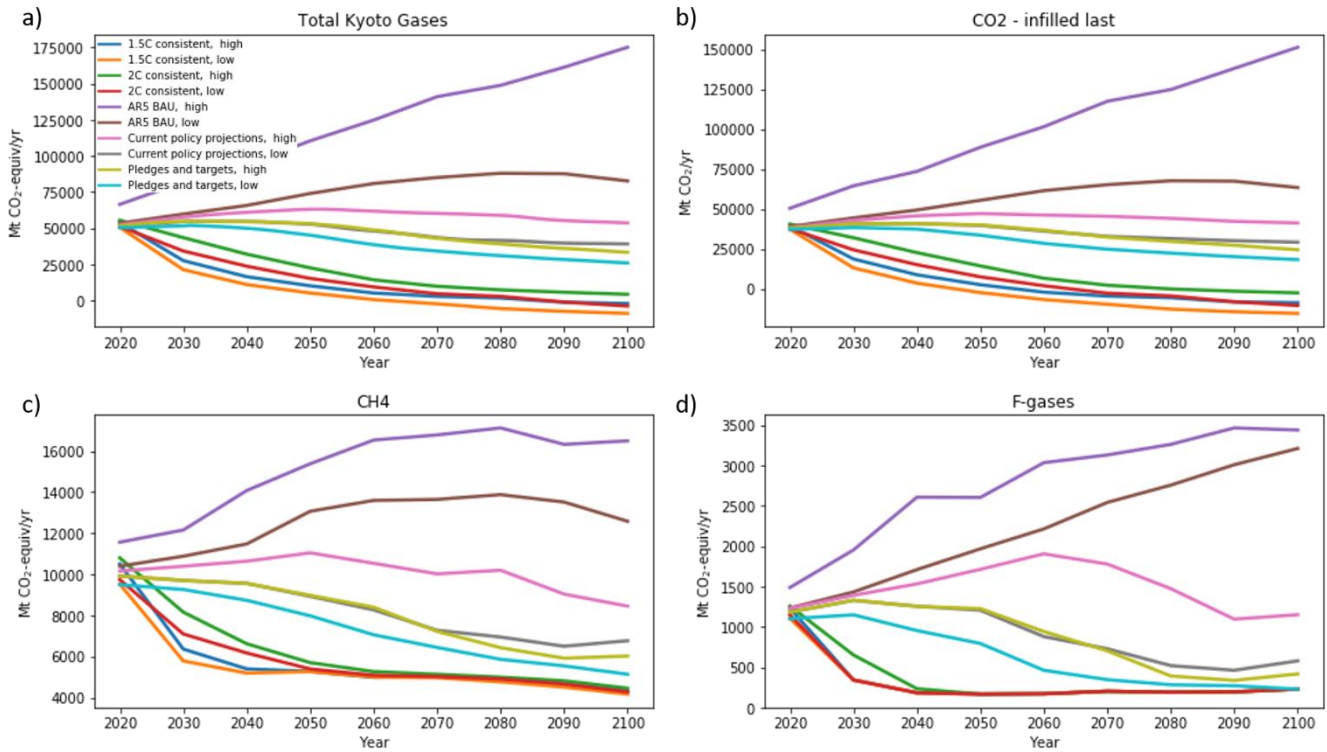 a)
Total Kyoto Gases
Mt CO₂-equiv/yr
175000
150000
125000
100000
75000
50000
25000
0
1.5C consistent,  high
1.5C consistent, low
2C consistent,  high
2C consistent, low
AR5 BAU,  high
AR5 BAU, low
Current policy projections,  high
Current policy projections, low
Pledges and targets,  high
Pledges and targets, low
2020 2030 2040 2050 2060 2070 2080 2090 2100
Year
b)
CO2 - infilled last
Mt CO₂/yr
150000
125000
100000
75000
50000
25000
0
2020 2030 2040 2050 2060 2070 2080 2090 2100
Year
c)
CH4
Mt CO₂-equiv/yr
16000
14000
12000
10000
8000
6000
4000
2020 2030 2040 2050 2060 2070 2080 2090 2100
Year
d)
F-gases
Mt CO₂-equiv/yr
3500
3000
2500
2000
1500
1000
500
0
2020 2030 2040 2050 2060 2070 2080 2090 2100
Year